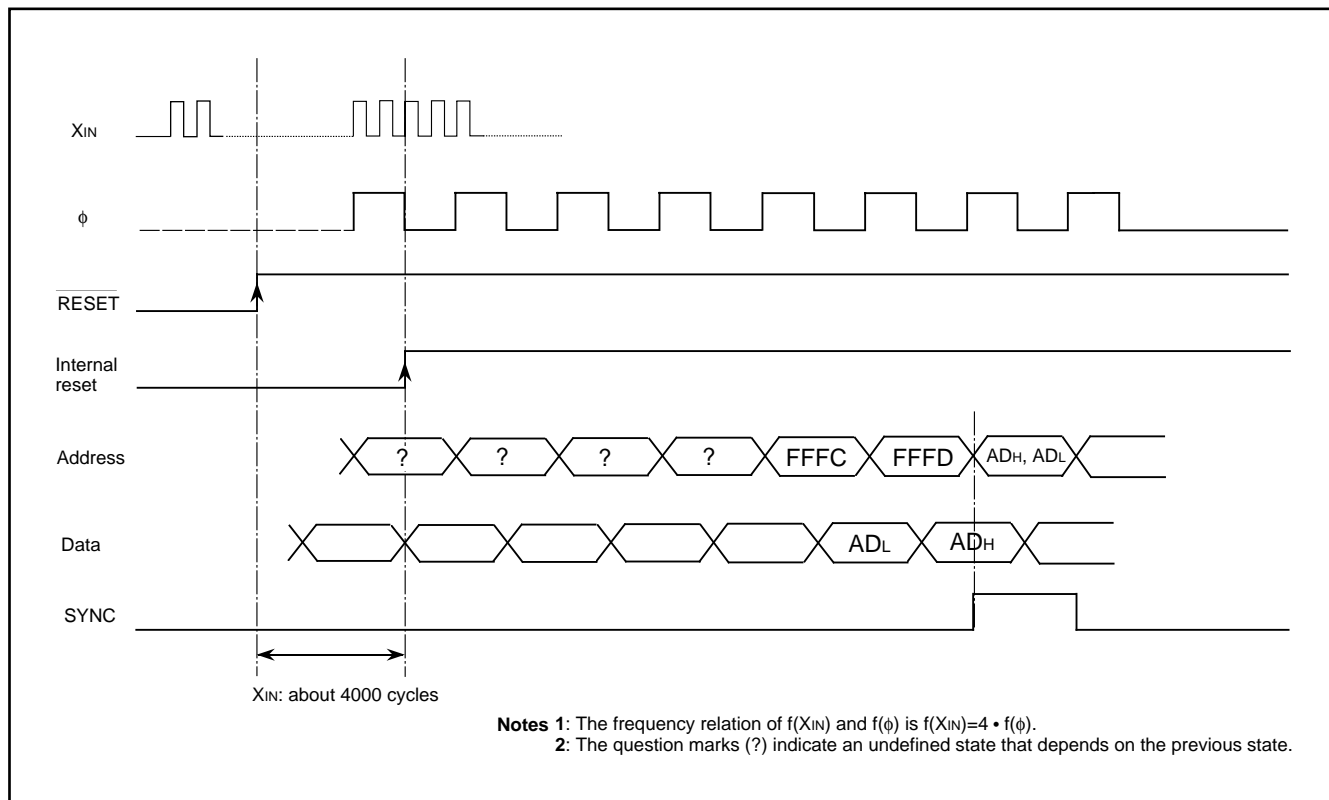 XIN
ϕ
RESET
Internal
reset
Address
? ? ? ? FFFC FFFD ADH, ADL
Data
ADL ADH
SYNC
XIN: about 4000 cycles
Notes 1: The frequency relation of f(XIN) and f(ϕ) is f(XIN)=4 • f(ϕ).
2: The question marks (?) indicate an undefined state that depends on the previous state.